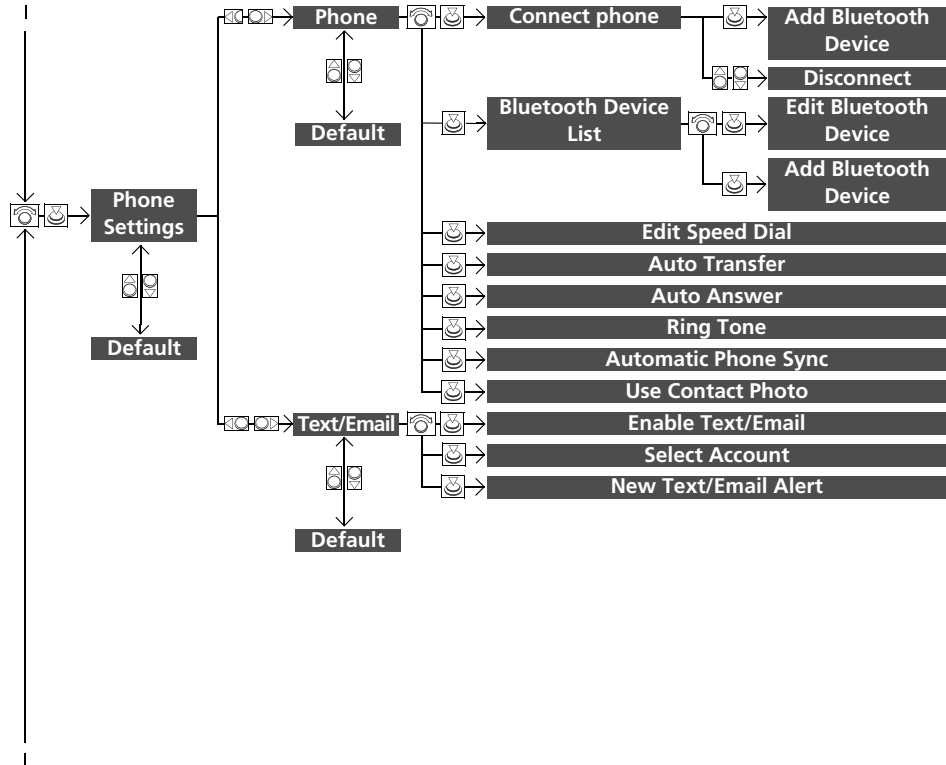 Phone
Connect phone
Add Bluetooth
Device
Disconnect
Default
Bluetooth Device
List
Edit Bluetooth
Device
Add Bluetooth
Device
Phone
Settings
Default
Edit Speed Dial
Auto Transfer
Auto Answer
Ring Tone
Automatic Phone Sync
Use Contact Photo
Text/Email
Enable Text/Email
Select Account
New Text/Email Alert
Default